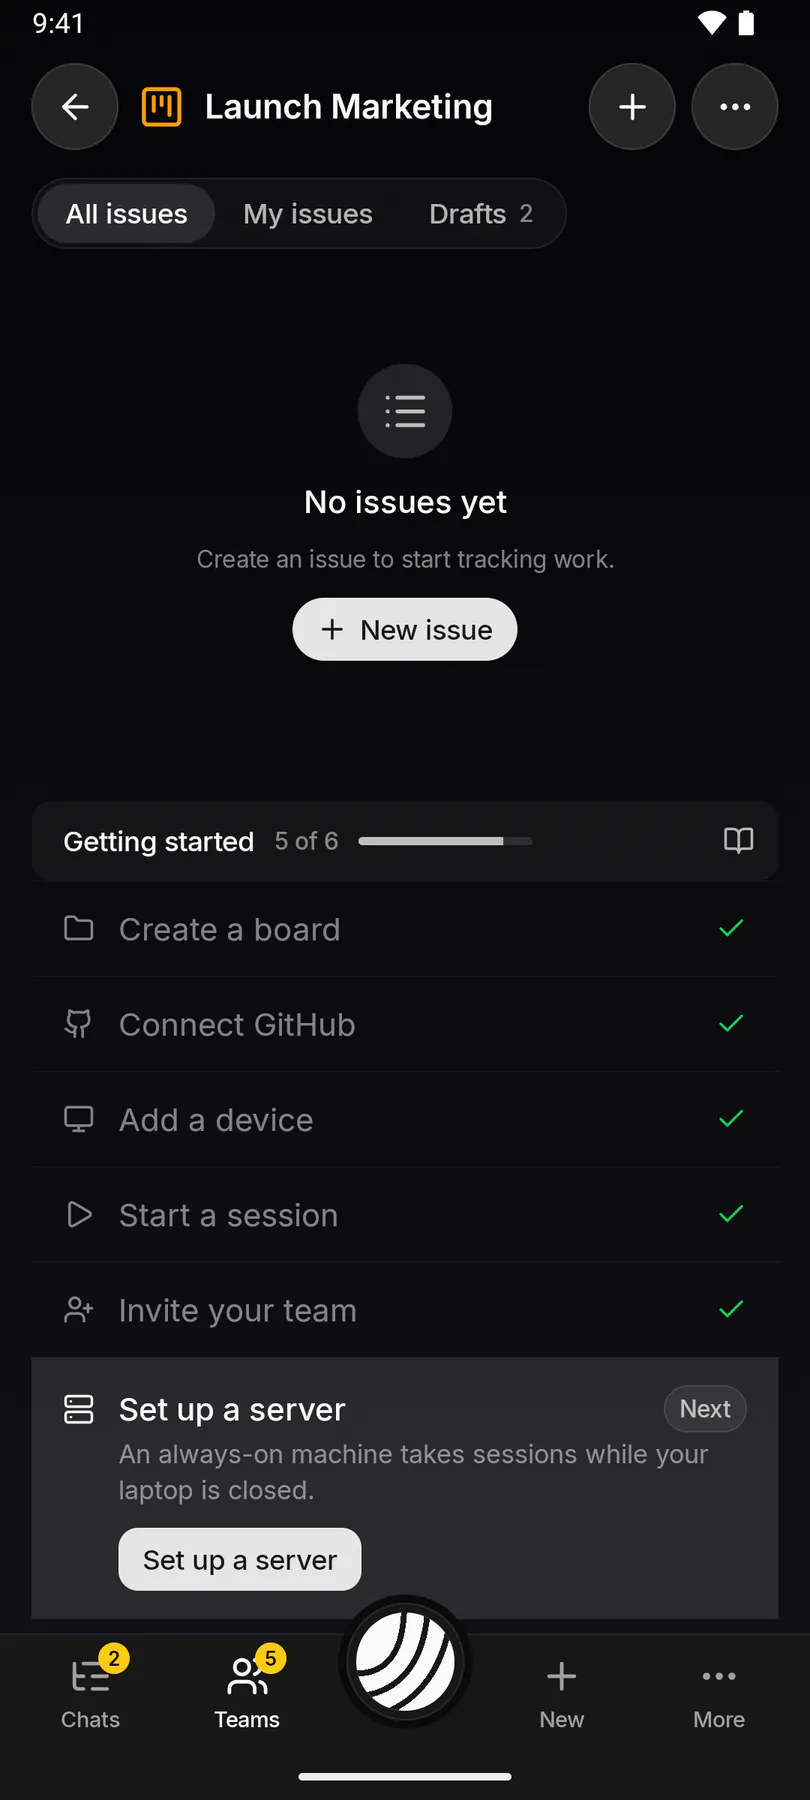 9:41
Launch Marketing
All issues
My issues
Drafts 2
No issues yet
Create an issue to start tracking work.
New issue
Getting started 5 of 6
Create a board
Connect GitHub
Add a device
Start a session
Invite your team
Set up a server
Next
An always-on machine takes sessions while your
laptop is closed.
Set up a server
2
Chats
5
Teams
New
More